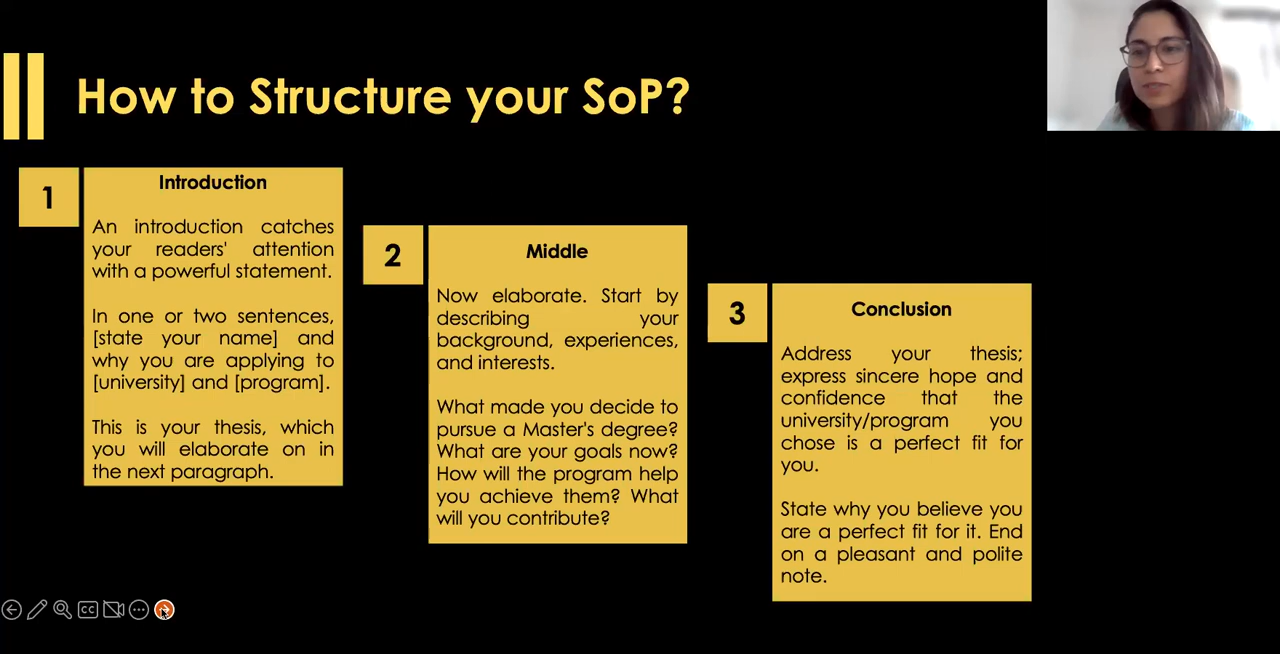 How to Structure your SoP?
1
Introduction
An introduction catches
your readers' attention
with a powerful statement.
In one or two sentences,
[state your name] and
why you are applying to
[university] and [program].
This is your thesis, which
you will elaborate on in
the next paragraph.
2
Middle
Now elaborate. Start by
describing your
background, experiences,
and interests.
What made you decide to
pursue a Master's degree?
What are your goals now?
How will the program help
you achieve them? What
will you contribute?
3
Conclusion
Address your thesis;
express sincere hope and
confidence that the
university/program you
chose is a perfect fit for
you.
State why you believe you
are a perfect fit for it. End
on a pleasant and polite
note.
CC